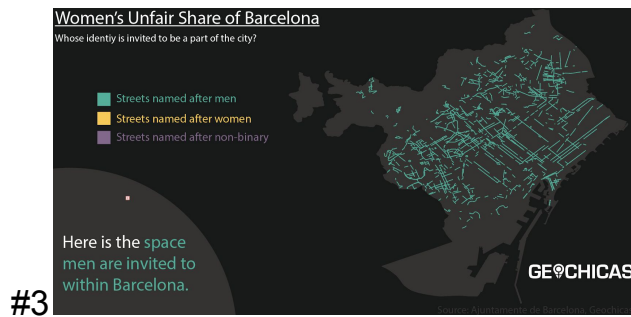 Women's Unfair Share of Barcelona
Whose identiy is invited to be a part of the city?
Streets named after men
Streets named after women
Streets named after non-binary
Here is the space
men are invited to
within Barcelona.
GEOCHICAS
Source: Ajuntamente de Barcelona, Geochicas
#3